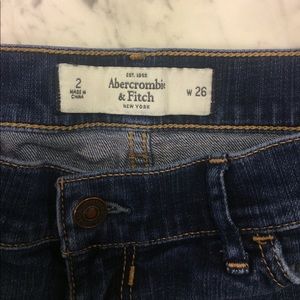 EST. 1892
2
MADE IN
CHINA
Abercrombie
& Fitch
NEW YORK
W 26